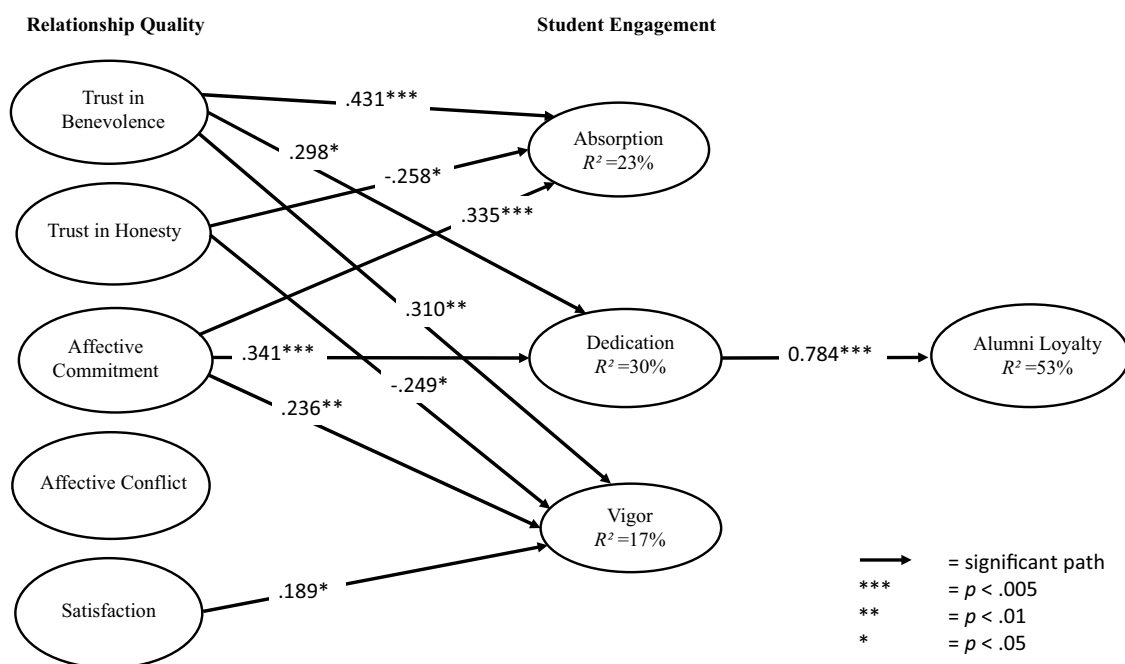 Relationship Quality
Student Engagement
Trust in
Benevolence
.431***
Absorption
R² =23%
.298*
-.258*
.335***
Trust in Honesty
.310**
Affective
Commitment
.341***
Dedication
R² =30%
0.784***
Alumni Loyalty
R² =53%
-.249*
.236**
Affective Conflict
Vigor
R² =17%
.189*
Satisfaction
= significant path
*** = p < .005
** = p < .01
* = p < .05